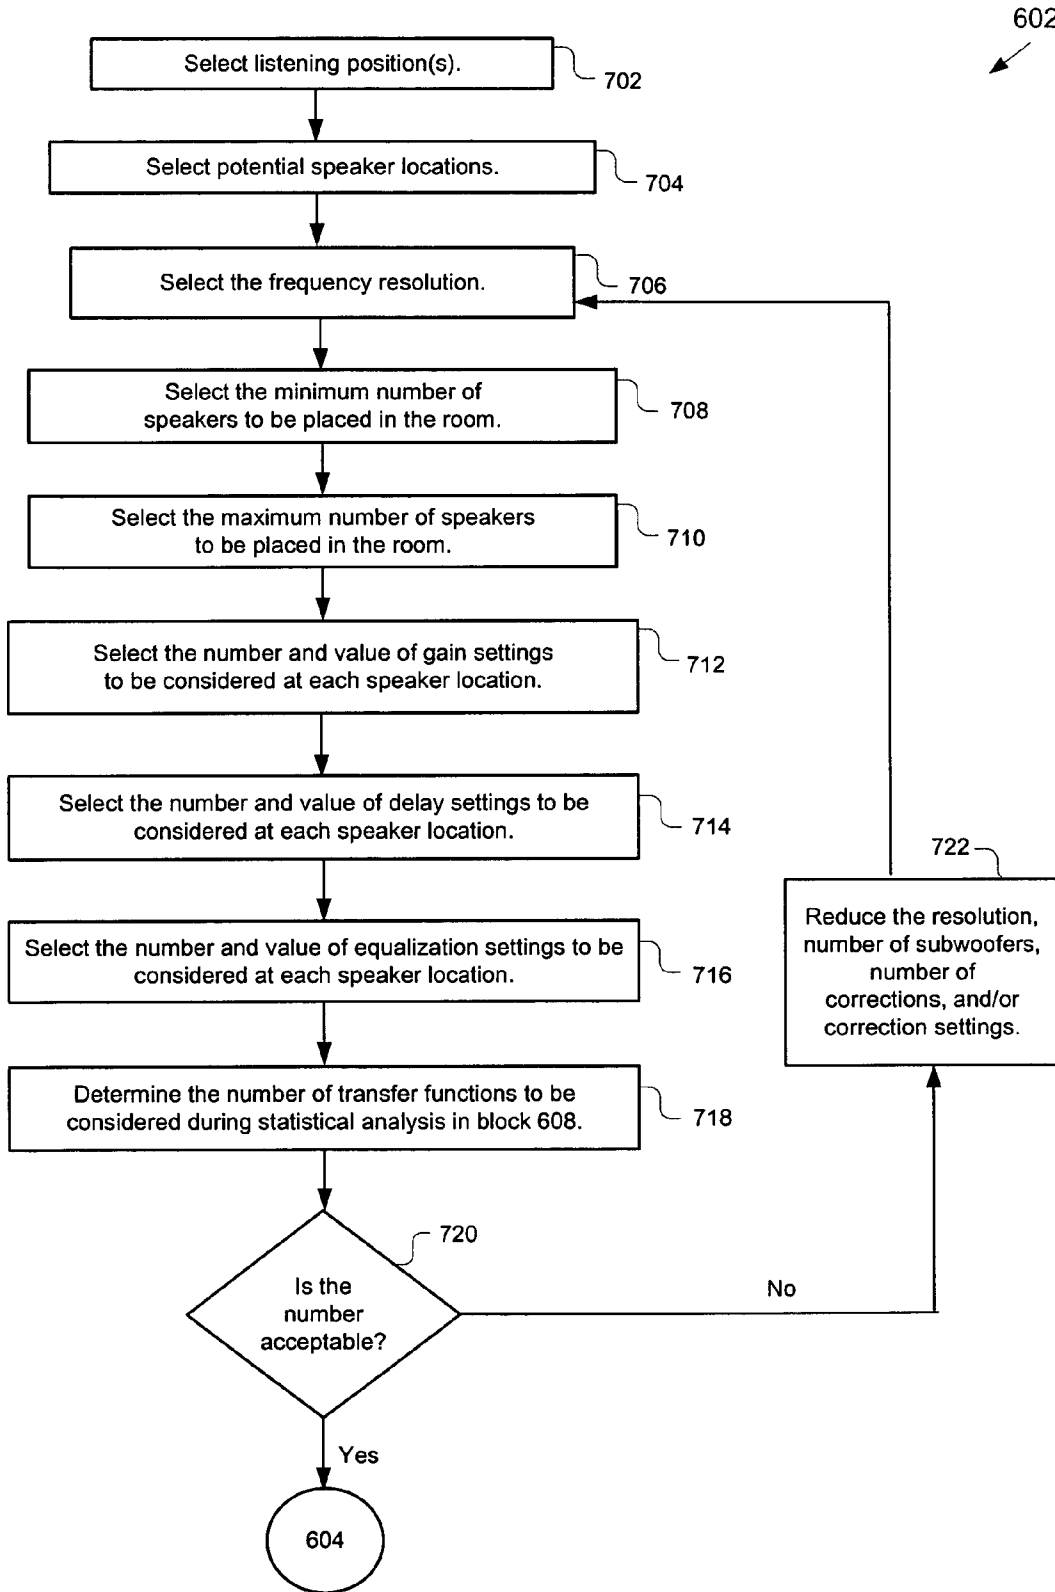 602
Select listening position(s).
702
Select potential speaker locations.
704
Select the frequency resolution.
706
Select the minimum number of
speakers to be placed in the room.
708
Select the maximum number of speakers
to be placed in the room.
710
Select the number and value of gain settings
to be considered at each speaker location.
712
Select the number and value of delay settings to be
considered at each speaker location.
714
Select the number and value of equalization settings to be
considered at each speaker location.
716
722
Reduce the resolution,
number of subwoofers,
number of
corrections, and/or
correction settings.
Determine the number of transfer functions to be
considered during statistical analysis in block 608.
718
720
Is the
number
acceptable?
No
Yes
604